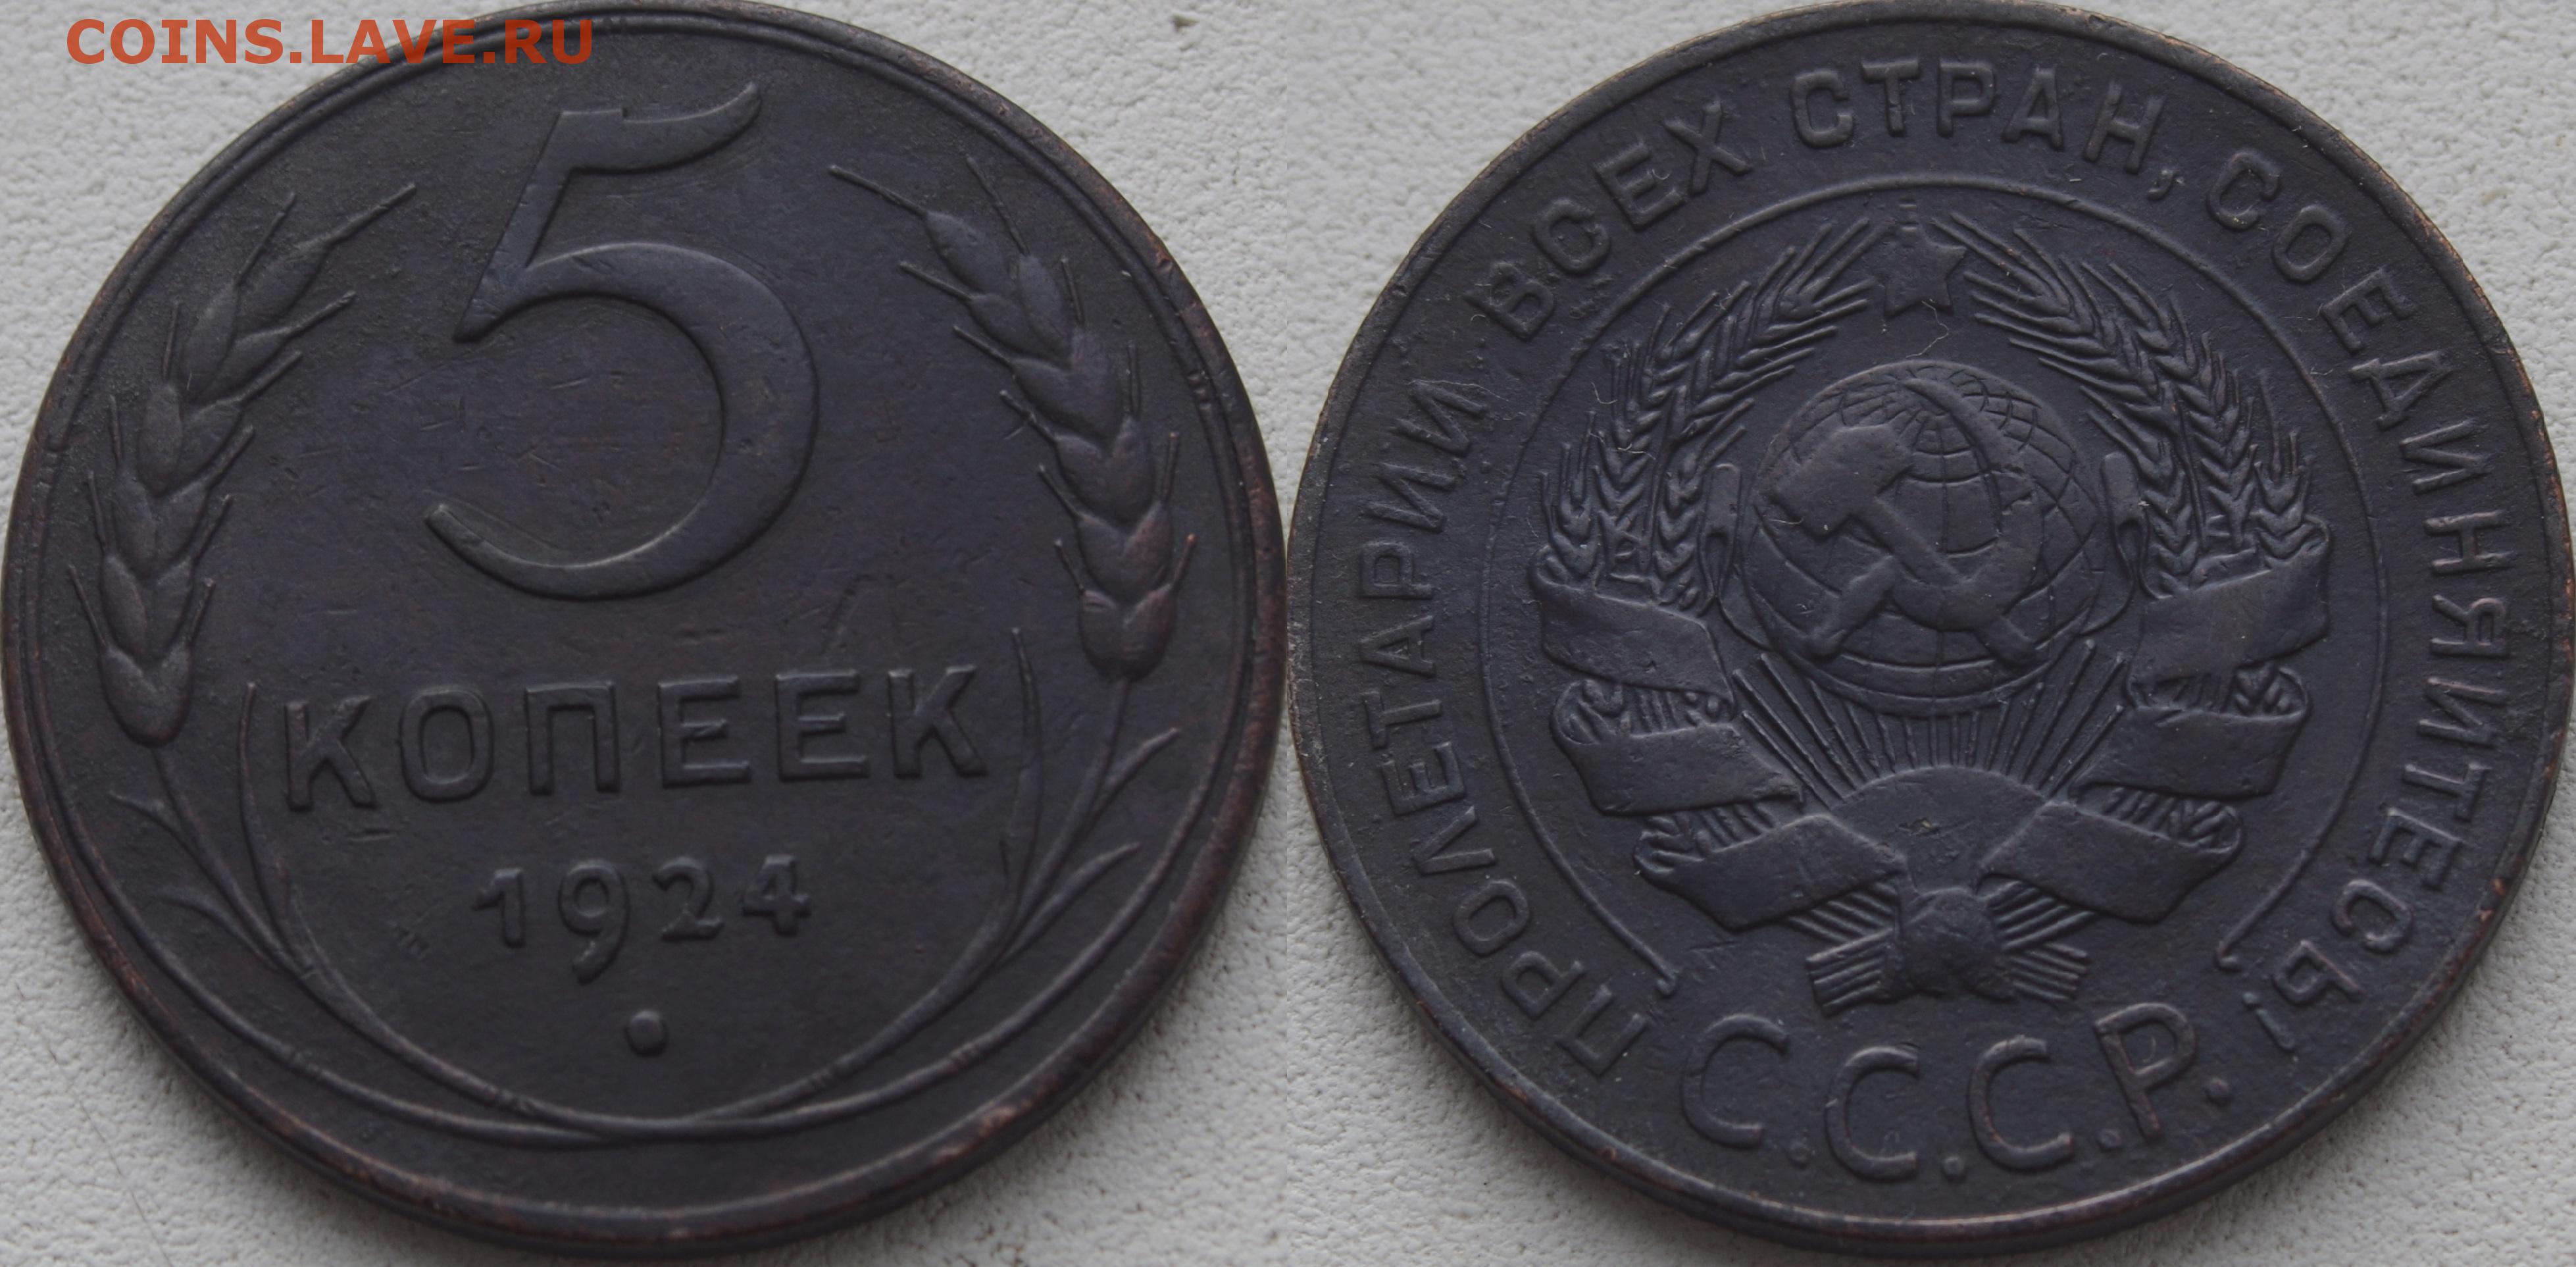 COINS.LAVE.RU
5
КОПЕЕК
1924
ПРОЛЕТАРИИ ВСЕХ СТРАН, СОЕДИНЯЙТЕСЬ!
С.С.С.Р.